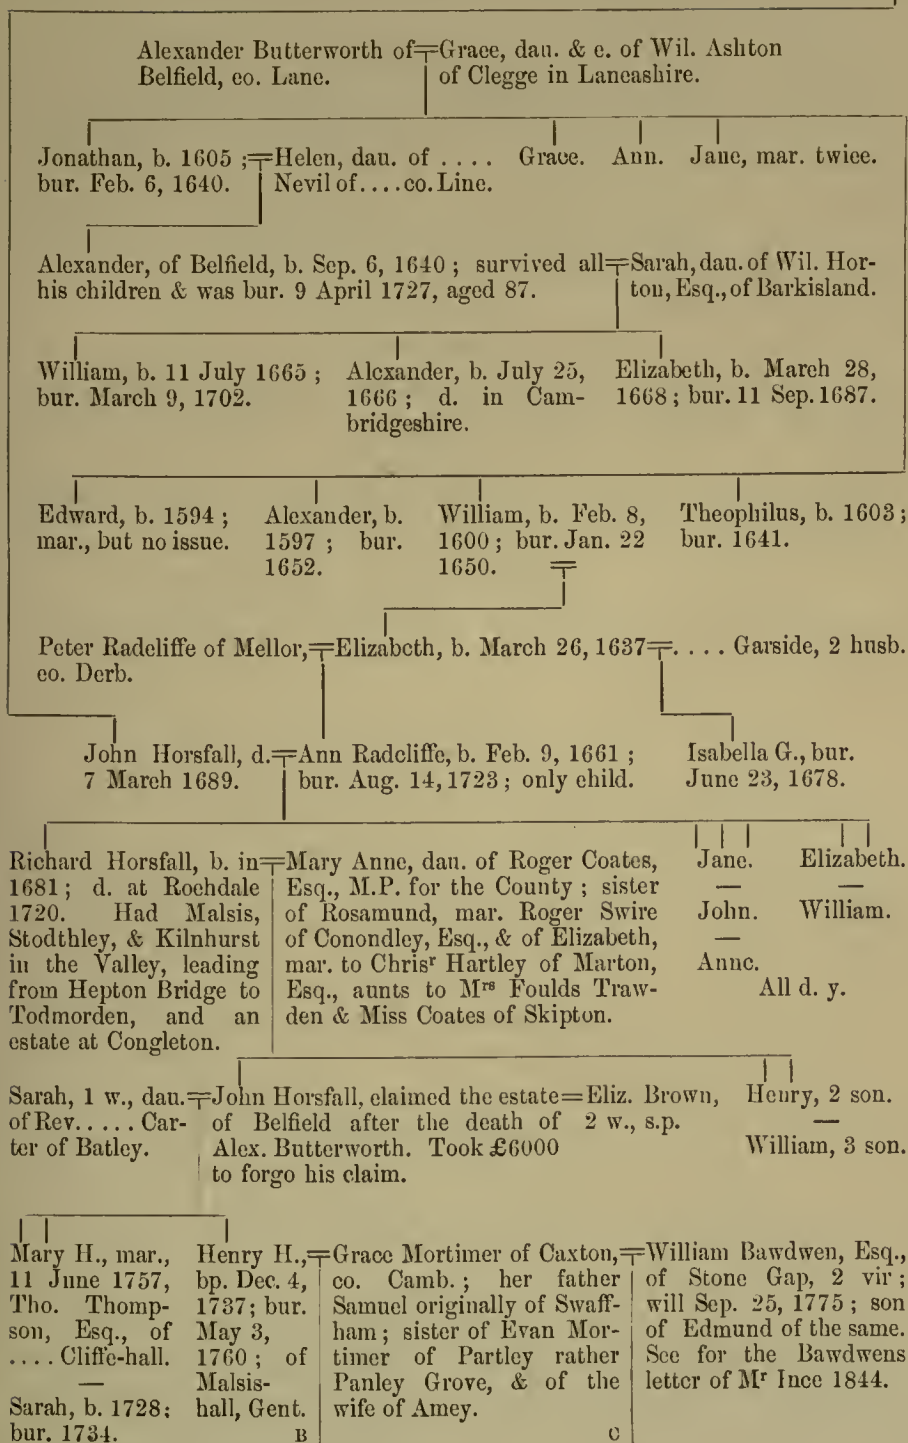 Alexander Butterworth of Grace, dau. & e. of Wil. Ashton
Belfield, co. Lanc. of Clegge in Lancashire.
Jonathan, b. 1605 ; Helen, dau. of .... Grace. Ann. Jane, mar. twice.
bur. Feb. 6, 1640. Nevil of....co. Linc.
Alexander, of Belfield, b. Sep. 6, 1640 ; survived all Sarah, dau. of Wil. Hor-
his children & was bur. 9 April 1727, aged 87. ton, Esq., of Barkisland.
William, b. 11 July 1665 ; Alexander, b. July 25, Elizabeth, b. March 28,
bur. March 9, 1702. 1666 ; d. in Cam- 1668 ; bur. 11 Sep. 1687.
bridgeshire.
Edward, b. 1594 ; Alexander, b. William, b. Feb. 8, Theophilus, b. 1603 ;
mar., but no issue. 1597 ; bur. 1600 ; bur. Jan. 22 bur. 1641.
1652. 1650.
Peter Radcliffe of Mellor, Elizabeth, b. March 26, 1637 .... Garside, 2 husb.
co. Derb.
John Horsfall, d. Ann Radcliffe, b. Feb. 9, 1661 ; Isabella G., bur.
7 March 1689. bur. Aug. 14, 1723 ; only child. June 23, 1678.
Richard Horsfall, b. in Mary Anne, dau. of Roger Coates, Jane. Elizabeth.
1681 ; d. at Rochdale Esq., M.P. for the County ; sister — —
1720. Had Malsis, of Rosamund, mar. Roger Swire John. William.
Stodthley, & Kilnhurst of Conondley, Esq., & of Elizabeth, —
in the Valley, leading mar. to Chrisʳ Hartley of Marton, Anne.
from Hepton Bridge to Esq., aunts to Mʳˢ Foulds Traw- All d. y.
Todmorden, and an den & Miss Coates of Skipton.
estate at Congleton.
Sarah, 1 w., dau. John Horsfall, claimed the estate = Eliz. Brown, Henry, 2 son.
of Rev..... Car- of Belfield after the death of 2 w., s.p. —
ter of Batley. Alex. Butterworth. Took £6000 William, 3 son.
to forgo his claim.
Mary H., mar., Henry H., Grace Mortimer of Caxton, William Bawdwen, Esq.,
11 June 1757, bp. Dec. 4, co. Camb. ; her father of Stone Gap, 2 vir ;
Tho. Thomp- 1737 ; bur. Samuel originally of Swaff- will Sep. 25, 1775 ; son
son, Esq., of May 3, ham ; sister of Evan Mor- of Edmund of the same.
.... Cliffe-hall. 1760 ; of timer of Partley rather See for the Bawdwens
— Malsis- Panley Grove, & of the letter of Mʳ Ince 1844.
Sarah, b. 1728 ; hall, Gent. wife of Amey.
bur. 1734. B C